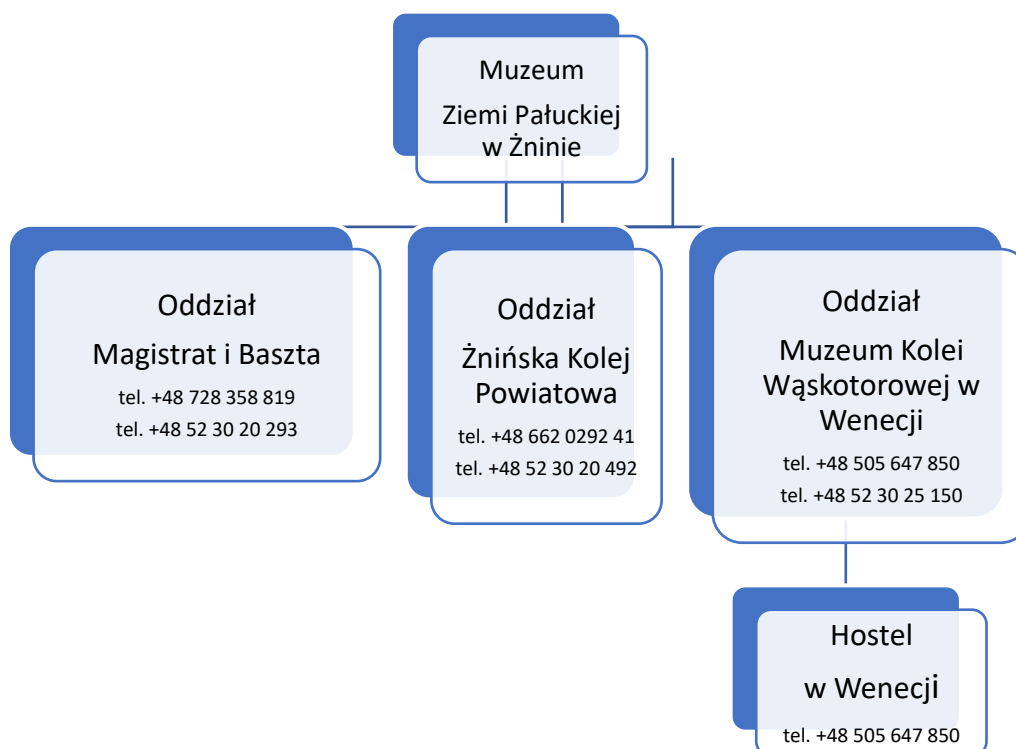 Muzeum
Ziemi Pałuckiej
w Żninie
Oddział
Magistrat i Baszta
tel. +48 728 358 819
tel. +48 52 30 20 293
Oddział
Żnińska Kolej
Powiatowa
tel. +48 662 0292 41
tel. +48 52 30 20 492
Oddział
Muzeum Kolei
Wąskotorowej w
Wenecji
tel. +48 505 647 850
tel. +48 52 30 25 150
Hostel
w Wenecji
tel. +48 505 647 850